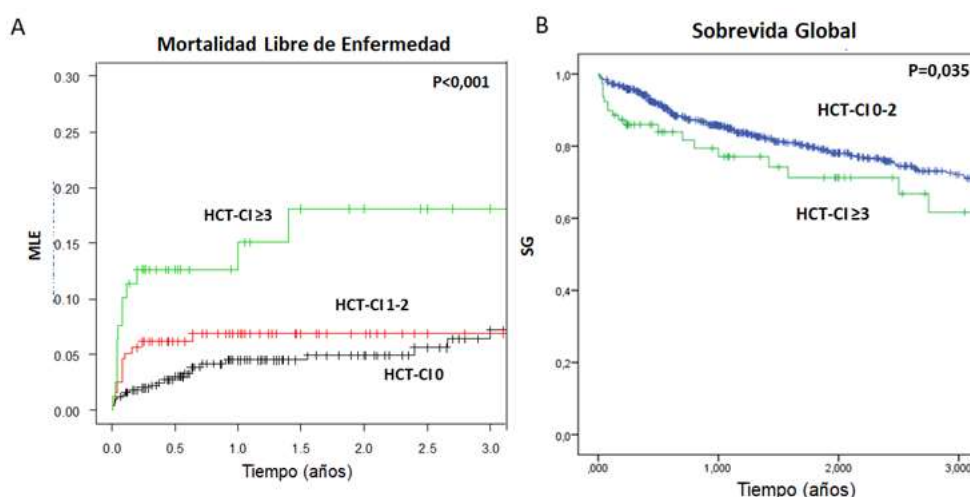 A
Mortalidad Libre de Enfermedad
P<0,001
0.30
0.25
0.20
0.15
0.10
0.05
0.00
MLE
HCT-CI ≥3
HCT-CI 1-2
HCT-CI 0
0.0 0.5 1.0 1.5 2.0 2.5 3.0
Tiempo (años)
B
Sobrevida Global
P=0,035
1,0
0,8
0,6
0,4
0,2
0,0
SG
HCT-CI 0-2
HCT-CI ≥3
,000 1,000 2,000 3,000
Tiempo (años)